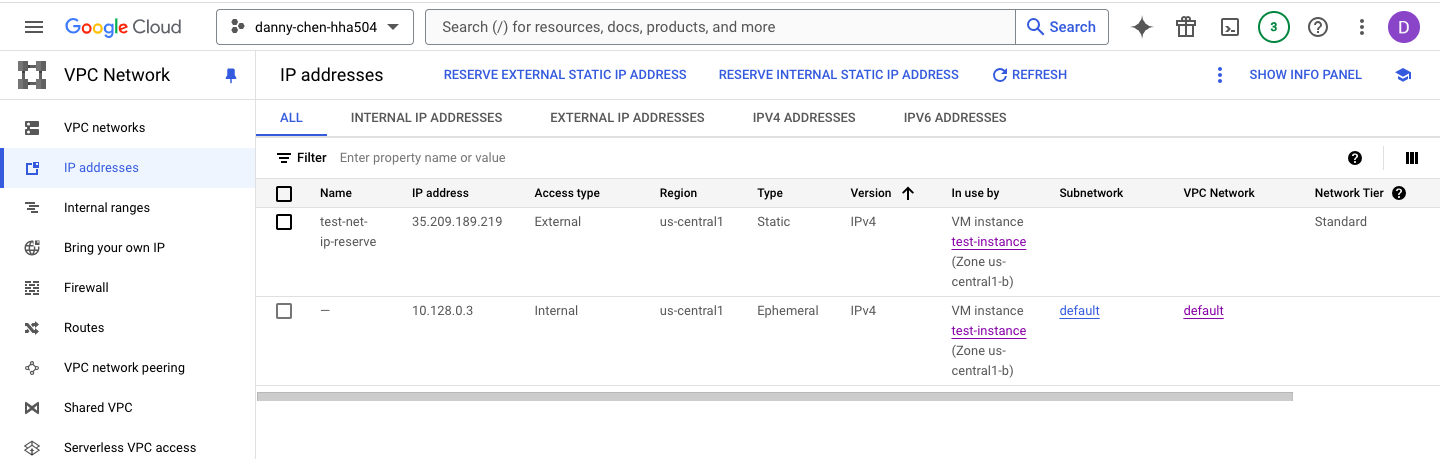 Google Cloud danny-chen-hha504 Search (/) for resources, docs, products, and more Search 3 D
VPC Network
IP addresses RESERVE EXTERNAL STATIC IP ADDRESS RESERVE INTERNAL STATIC IP ADDRESS REFRESH SHOW INFO PANEL
VPC networks
IP addresses
Internal ranges
Bring your own IP
Firewall
Routes
VPC network peering
Shared VPC
Serverless VPC access
ALL INTERNAL IP ADDRESSES EXTERNAL IP ADDRESSES IPV4 ADDRESSES IPV6 ADDRESSES
Filter Enter property name or value
Name IP address Access type Region Type Version In use by Subnetwork VPC Network Network Tier
test-net- 35.209.189.219 External us-central1 Static IPv4 VM instance Standard
ip-reserve test-instance
(Zone us-
central1-b)
— 10.128.0.3 Internal us-central1 Ephemeral IPv4 VM instance default default
test-instance
(Zone us-
central1-b)